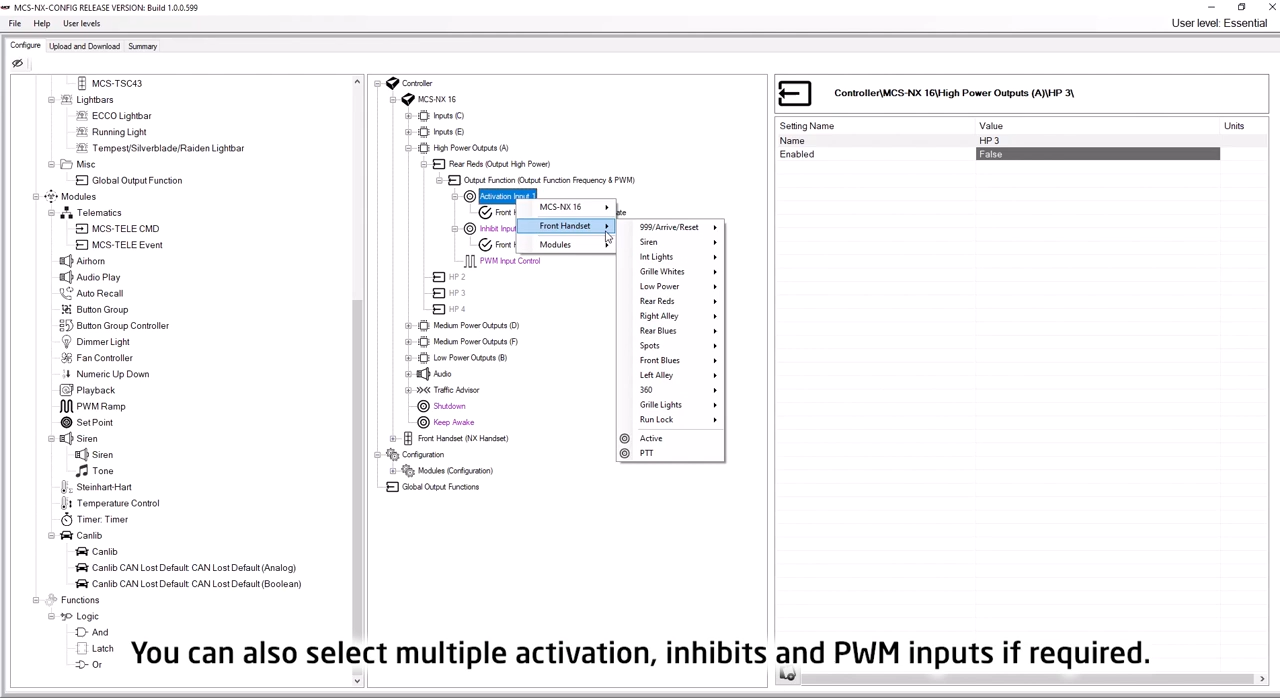 MCS-NX-CONFIG RELEASE VERSION: Build 1.0.0.599
File Help User levels
User level: Essential
Configure Upload and Download Summary
MCS-TSC43
Lightbars
ECCO Lightbar
Running Light
Tempest/Silverblade/Raiden Lightbar
Misc
Global Output Function
Modules
Telematics
MCS-TELE CMD
MCS-TELE Event
Airhorn
Audio Play
Auto Recall
Button Group
Button Group Controller
Dimmer Light
Fan Controller
Numeric Up Down
Playback
PWM Ramp
Set Point
Siren
Siren
Tone
Steinhart-Hart
Temperature Control
Timer: Timer
Canlib
Canlib
Canlib CAN Lost Default: CAN Lost Default (Analog)
Canlib CAN Lost Default: CAN Lost Default (Boolean)
Functions
Logic
And
Latch
Or
Controller
MCS-NX 16
Inputs (C)
Inputs (E)
High Power Outputs (A)
Rear Reds (Output High Power)
Output Function (Output Function Frequency & PWM)
Activation Input 1
Inhibit
PWM Input Control
HP 2
HP 3
HP 4
Medium Power Outputs (D)
Medium Power Outputs (F)
Low Power Outputs (B)
Audio
Traffic Advisor
Shutdown
Keep Awake
Front Handset (NX Handset)
Configuration
Modules (Configuration)
Global Output Functions
MCS-NX 16
Front Handset
Modules
999/Arrive/Reset
Siren
Int Lights
Grille Whites
Low Power
Rear Reds
Right Alley
Rear Blues
Spots
Front Blues
Left Alley
360
Grille Lights
Run Lock
Active
PTT
Controller\MCS-NX 16\High Power Outputs (A)\HP 3\
Setting Name Value Units
Name HP 3
Enabled False
You can also select multiple activation, inhibits and PWM inputs if required.